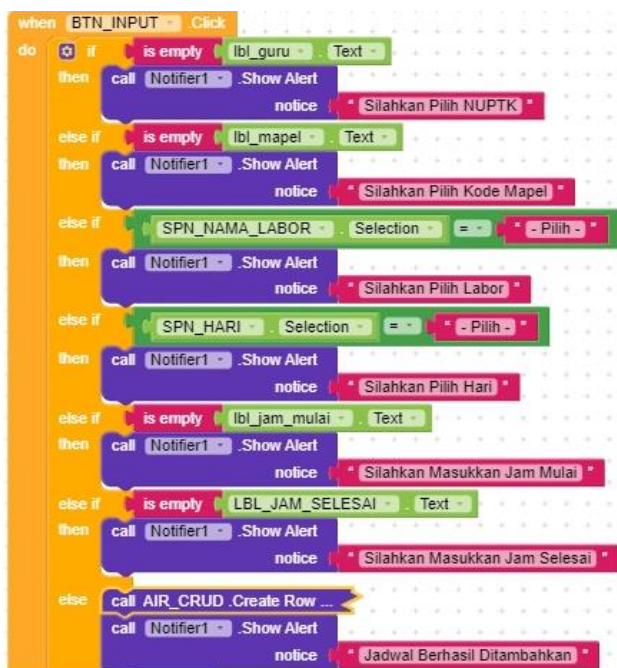 when BTN_INPUT .Click
do if is empty lbl_guru . Text
then call Notifier1 .Show Alert
notice " Silahkan Pilih NUPTK "
else if is empty lbl_mapel . Text
then call Notifier1 .Show Alert
notice " Silahkan Pilih Kode Mapel "
else if SPN_NAMA_LABOR . Selection = " - Pilih - "
then call Notifier1 .Show Alert
notice " Silahkan Pilih Labor "
else if SPN_HARI . Selection = " - Pilih - "
then call Notifier1 .Show Alert
notice " Silahkan Pilih Hari "
else if is empty lbl_jam_mulai . Text
then call Notifier1 .Show Alert
notice " Silahkan Masukkan Jam Mulai "
else if is empty LBL_JAM_SELESAI . Text
then call Notifier1 .Show Alert
notice " Silahkan Masukkan Jam Selesai "
else call AIR_CRUD .Create Row ...
call Notifier1 .Show Alert
notice " Jadwal Berhasil Ditambahkan "